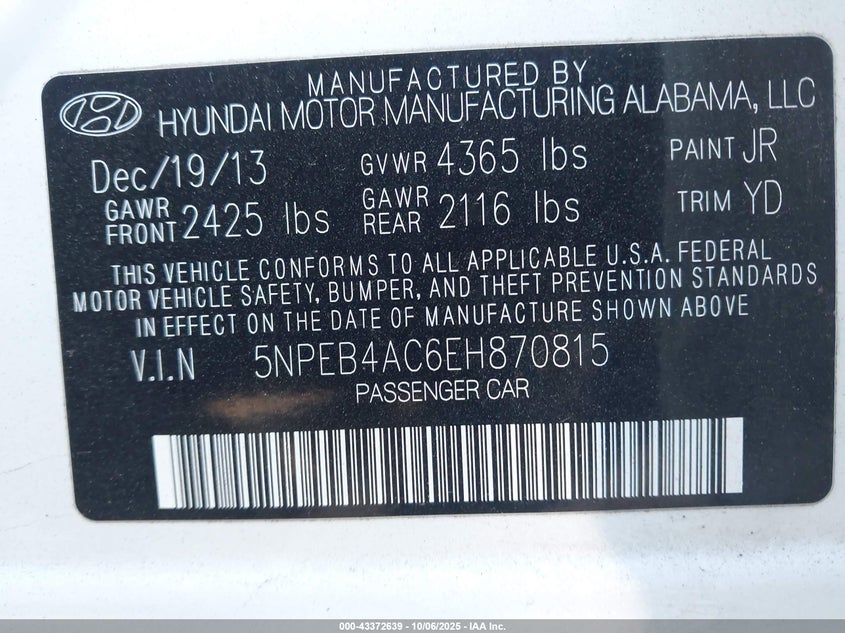 MANUFACTURED BY
HYUNDAI MOTOR MANUFACTURING ALABAMA, LLC
Dec/19/13 GVWR 4365 lbs PAINT JR
GAWR FRONT 2425 lbs GAWR REAR 2116 lbs TRIM YD
THIS VEHICLE CONFORMS TO ALL APPLICABLE U.S.A. FEDERAL
MOTOR VEHICLE SAFETY, BUMPER, AND THEFT PREVENTION STANDARDS
IN EFFECT ON THE DATE OF MANUFACTURE SHOWN ABOVE
V.I.N 5NPEB4AC6EH870815
PASSENGER CAR
000-43372639 - 10/06/2025 - IAA Inc.